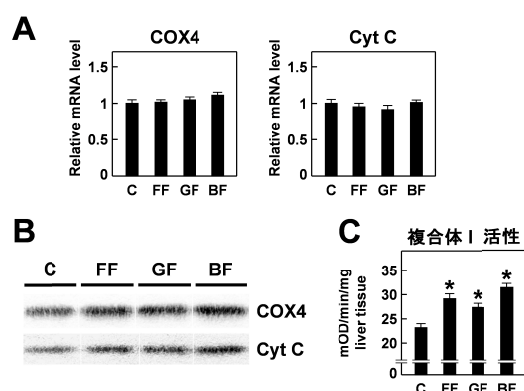 A
COX4
Relative mRNA level
1.5
1
0.5
0
C FF GF BF
Cyt C
Relative mRNA level
1.5
1
0.5
0
C FF GF BF
B
C FF GF BF
COX4
Cyt C
C
複合体 I 活性
mOD/min/mg
liver tissue
35
30
25
20
0
* * *
C FF GF BF